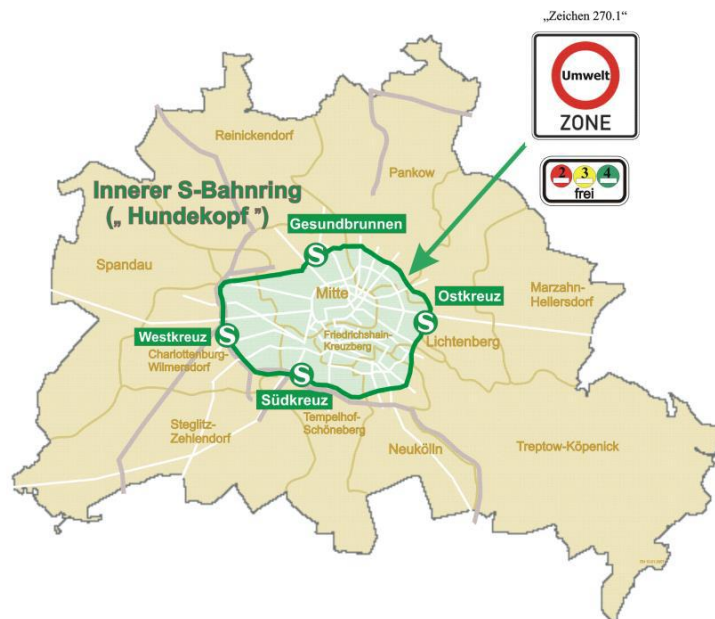 „Zeichen 270.1“
Umwelt
ZONE
2 3 4
frei
Reinickendorf
Pankow
Innerer S-Bahnring
(„ Hundekopf ”)
Gesundbrunnen
S
Spandau
Mitte
Ostkreuz
Marzahn-
Hellersdorf
S
Westkreuz
S
Friedrichshain-
Kreuzberg
Lichtenberg
Charlottenburg-
Wilmersdorf
S
Südkreuz
Steglitz-
Zehlendorf
Tempelhof-
Schöneberg
Neukölln
Treptow-Köpenick